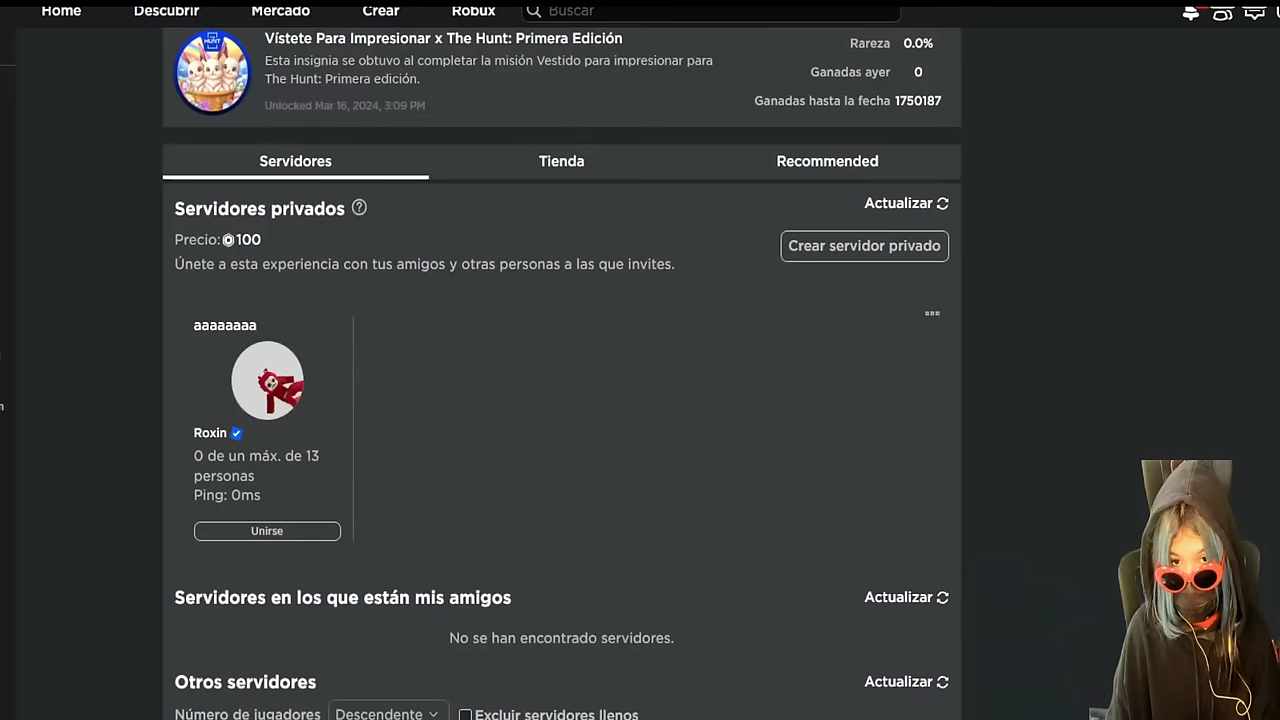 Home Descubrir Mercado Crear Robux Buscar
THE HUNT
Vístete Para Impresionar x The Hunt: Primera Edición
Esta insignia se obtuvo al completar la misión Vestido para impresionar para
The Hunt: Primera edición.
Unlocked Mar 16, 2024, 3:09 PM
Rareza 0.0%
Ganadas ayer 0
Ganadas hasta la fecha 1750187
Servidores Tienda Recommended
Servidores privados
Actualizar
Precio: 100
Crear servidor privado
Únete a esta experiencia con tus amigos y otras personas a las que invites.
aaaaaaaa
Roxin
0 de un máx. de 13
personas
Ping: 0ms
Unirse
Servidores en los que están mis amigos
Actualizar
No se han encontrado servidores.
Otros servidores
Actualizar
Número de jugadores Descendente Excluir servidores llenos